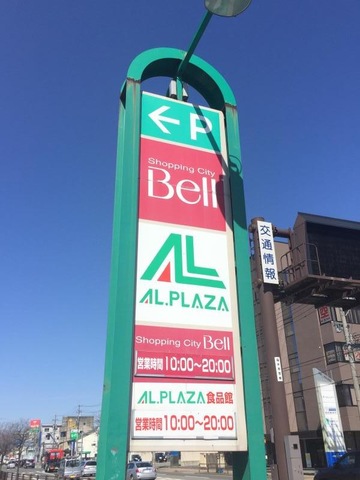 ←P
Shopping City
Bell
AL
AL.PLAZA
Shopping City Bell
営業時間 10:00〜20:00
AL.PLAZA食品館
営業時間 10:00〜20:00
交通情報